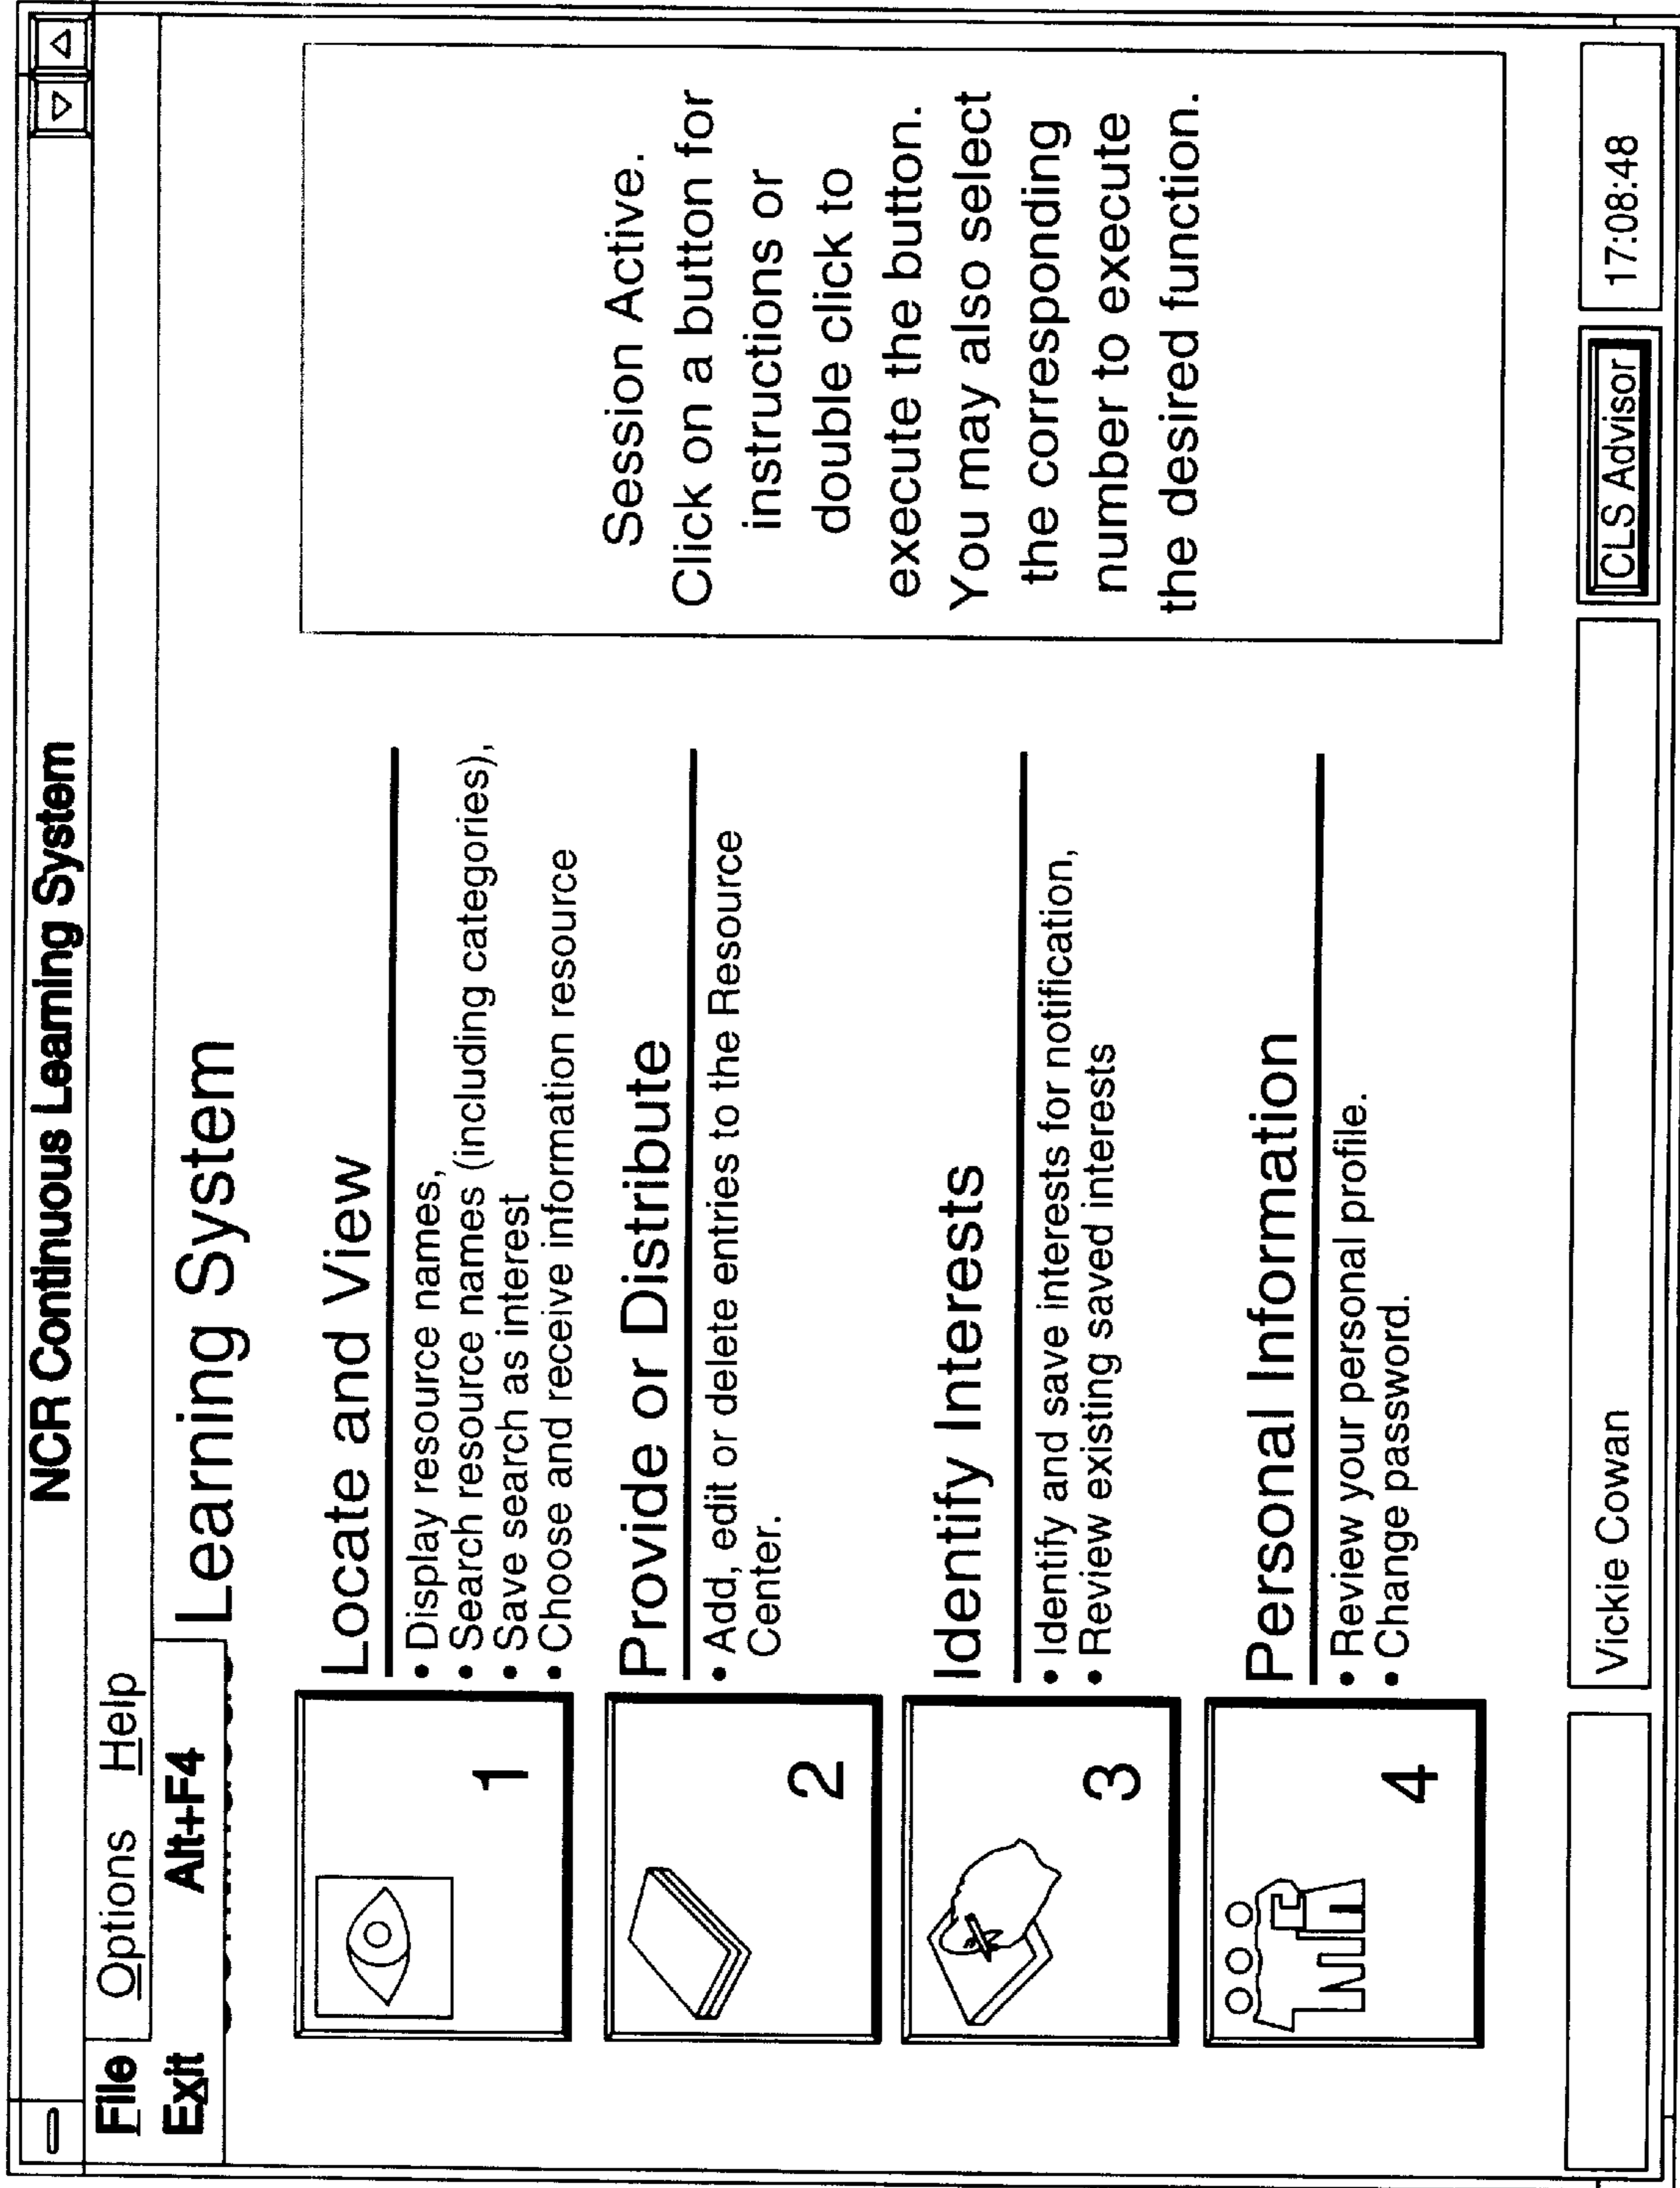 NCR Continuous Learning System
File Options Help
Exit Alt+F4
Learning System
1
Locate and View
• Display resource names,
• Search resource names (including categories),
• Save search as interest
• Choose and receive information resource
2
Provide or Distribute
• Add, edit or delete entries to the Resource
Center.
3
Identify Interests
• Identify and save interests for notification,
• Review existing saved interests
4
Personal Information
• Review your personal profile.
• Change password.
Session Active.
Click on a button for
instructions or
double click to
execute the button.
You may also select
the corresponding
number to execute
the desired function.
Vickie Cowan
CLS Advisor
17:08:48